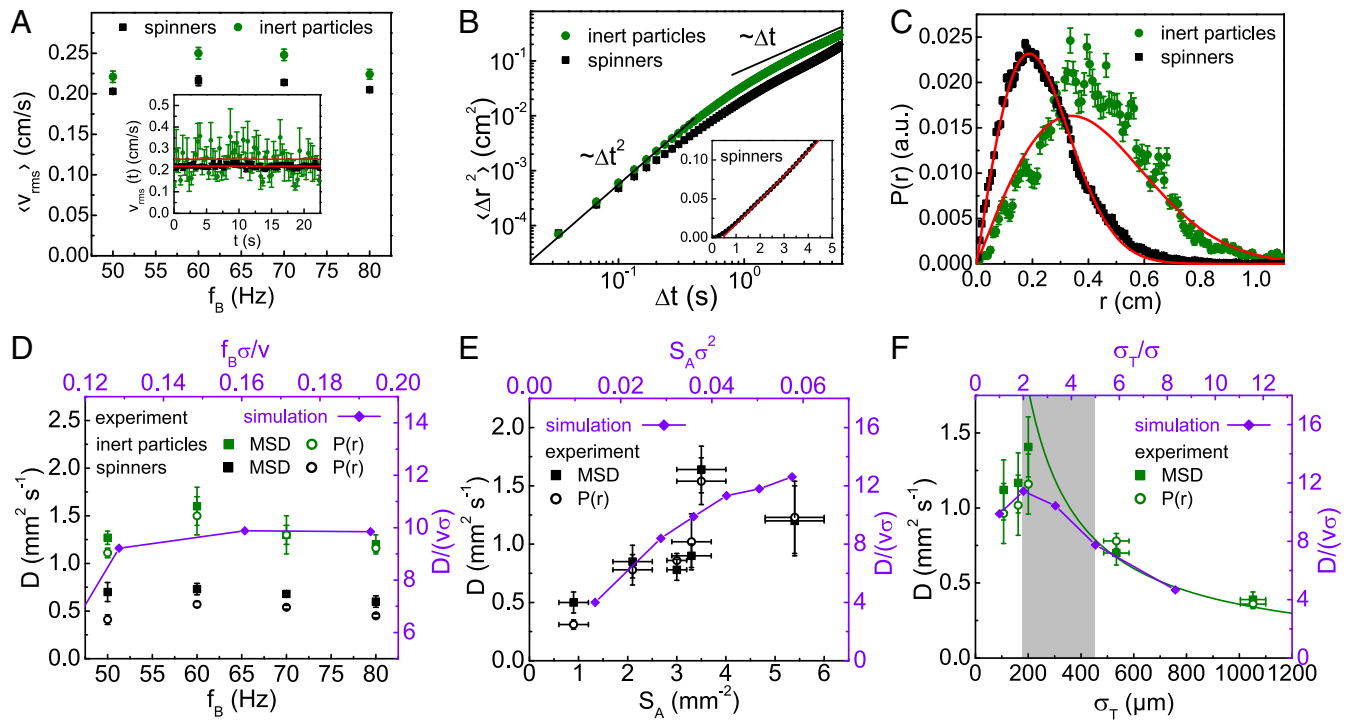 A
■ spinners ● inert particles
0.25
0.20
0.15
0.10
0.05
0.00
⟨v_rms⟩ (cm/s)
0.5
0.4
0.3
0.2
0.1
0.0
v_rms (t) (cm/s)
0 5 10 15 20
t (s)
50 55 60 65 70 75 80
f_B (Hz)
B
● inert particles
■ spinners
~Δt
~Δt²
10⁻¹
10⁻²
10⁻³
10⁻⁴
⟨Δr²⟩ (cm²)
spinners
0.10
0.05
0.00
0 1 2 3 4 5
10⁻¹ 10⁰
Δt (s)
C
inert particles
spinners
0.025
0.020
0.015
0.010
0.005
0.000
P(r) (a.u.)
0.0 0.2 0.4 0.6 0.8 1.0
r (cm)
D
f_Bσ/v
0.126 0.14 0.16 0.18 0.20
experiment simulation
inert particles MSD P(r)
spinners MSD P(r)
2.5
2.0
1.5
1.0
0.5
0.0
D (mm² s⁻¹)
14
12
10
8
6
D/(vσ)
50 55 60 65 70 75 80
f_B (Hz)
E
S_Aσ²
0.00 0.02 0.04 0.06
simulation
experiment
MSD
P(r)
2.0
1.5
1.0
0.5
0.0
D (mm² s⁻¹)
16
12
8
4
0
D/(vσ)
0 1 2 3 4 5 6
S_A (mm⁻²)
F
σ_T/σ
0 2 4 6 8 10 12
simulation
experiment
MSD
P(r)
1.5
1.0
0.5
0.0
D (mm² s⁻¹)
16
12
8
4
0
D/(vσ)
0 200 400 600 800 1000 1200
σ_T (μm)